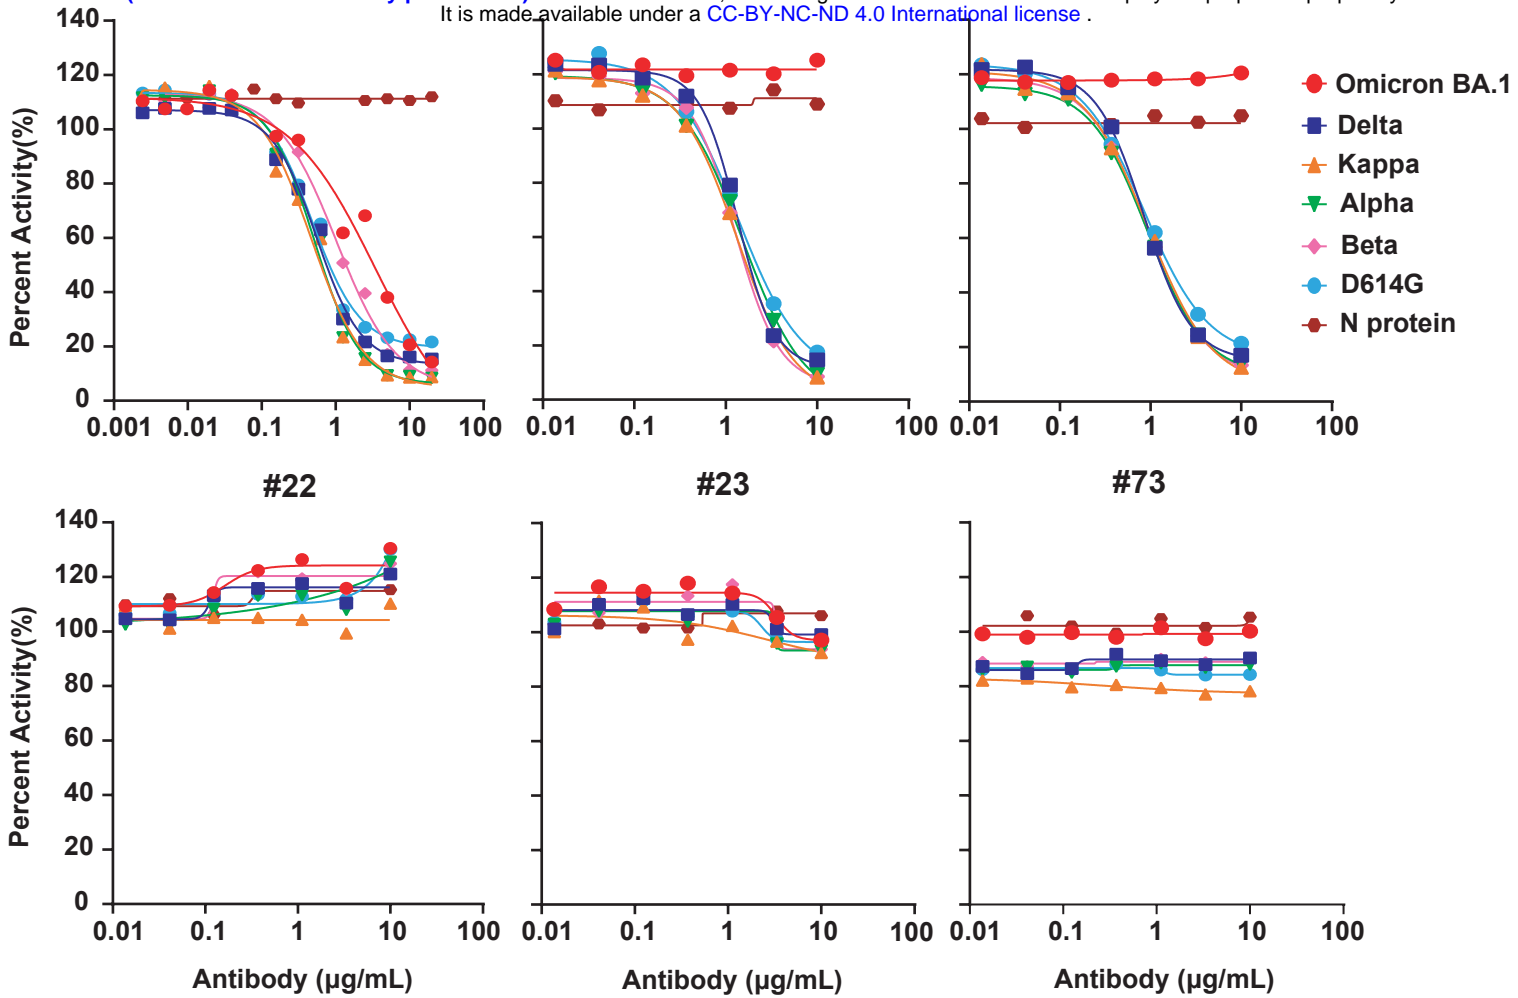 It is made available under a CC-BY-NC-ND 4.0 International license .
140
120
100
80
60
40
20
0
Percent Activity(%)
0.001 0.01 0.1 1 10 100
0.01 0.1 1 10 100
0.01 0.1 1 10 100
Omicron BA.1
Delta
Kappa
Alpha
Beta
D614G
N protein
#22
#23
#73
140
120
100
80
60
40
20
0
Percent Activity(%)
0.01 0.1 1 10 100
0.01 0.1 1 10 100
0.01 0.1 1 10 100
Antibody (µg/mL)
Antibody (µg/mL)
Antibody (µg/mL)